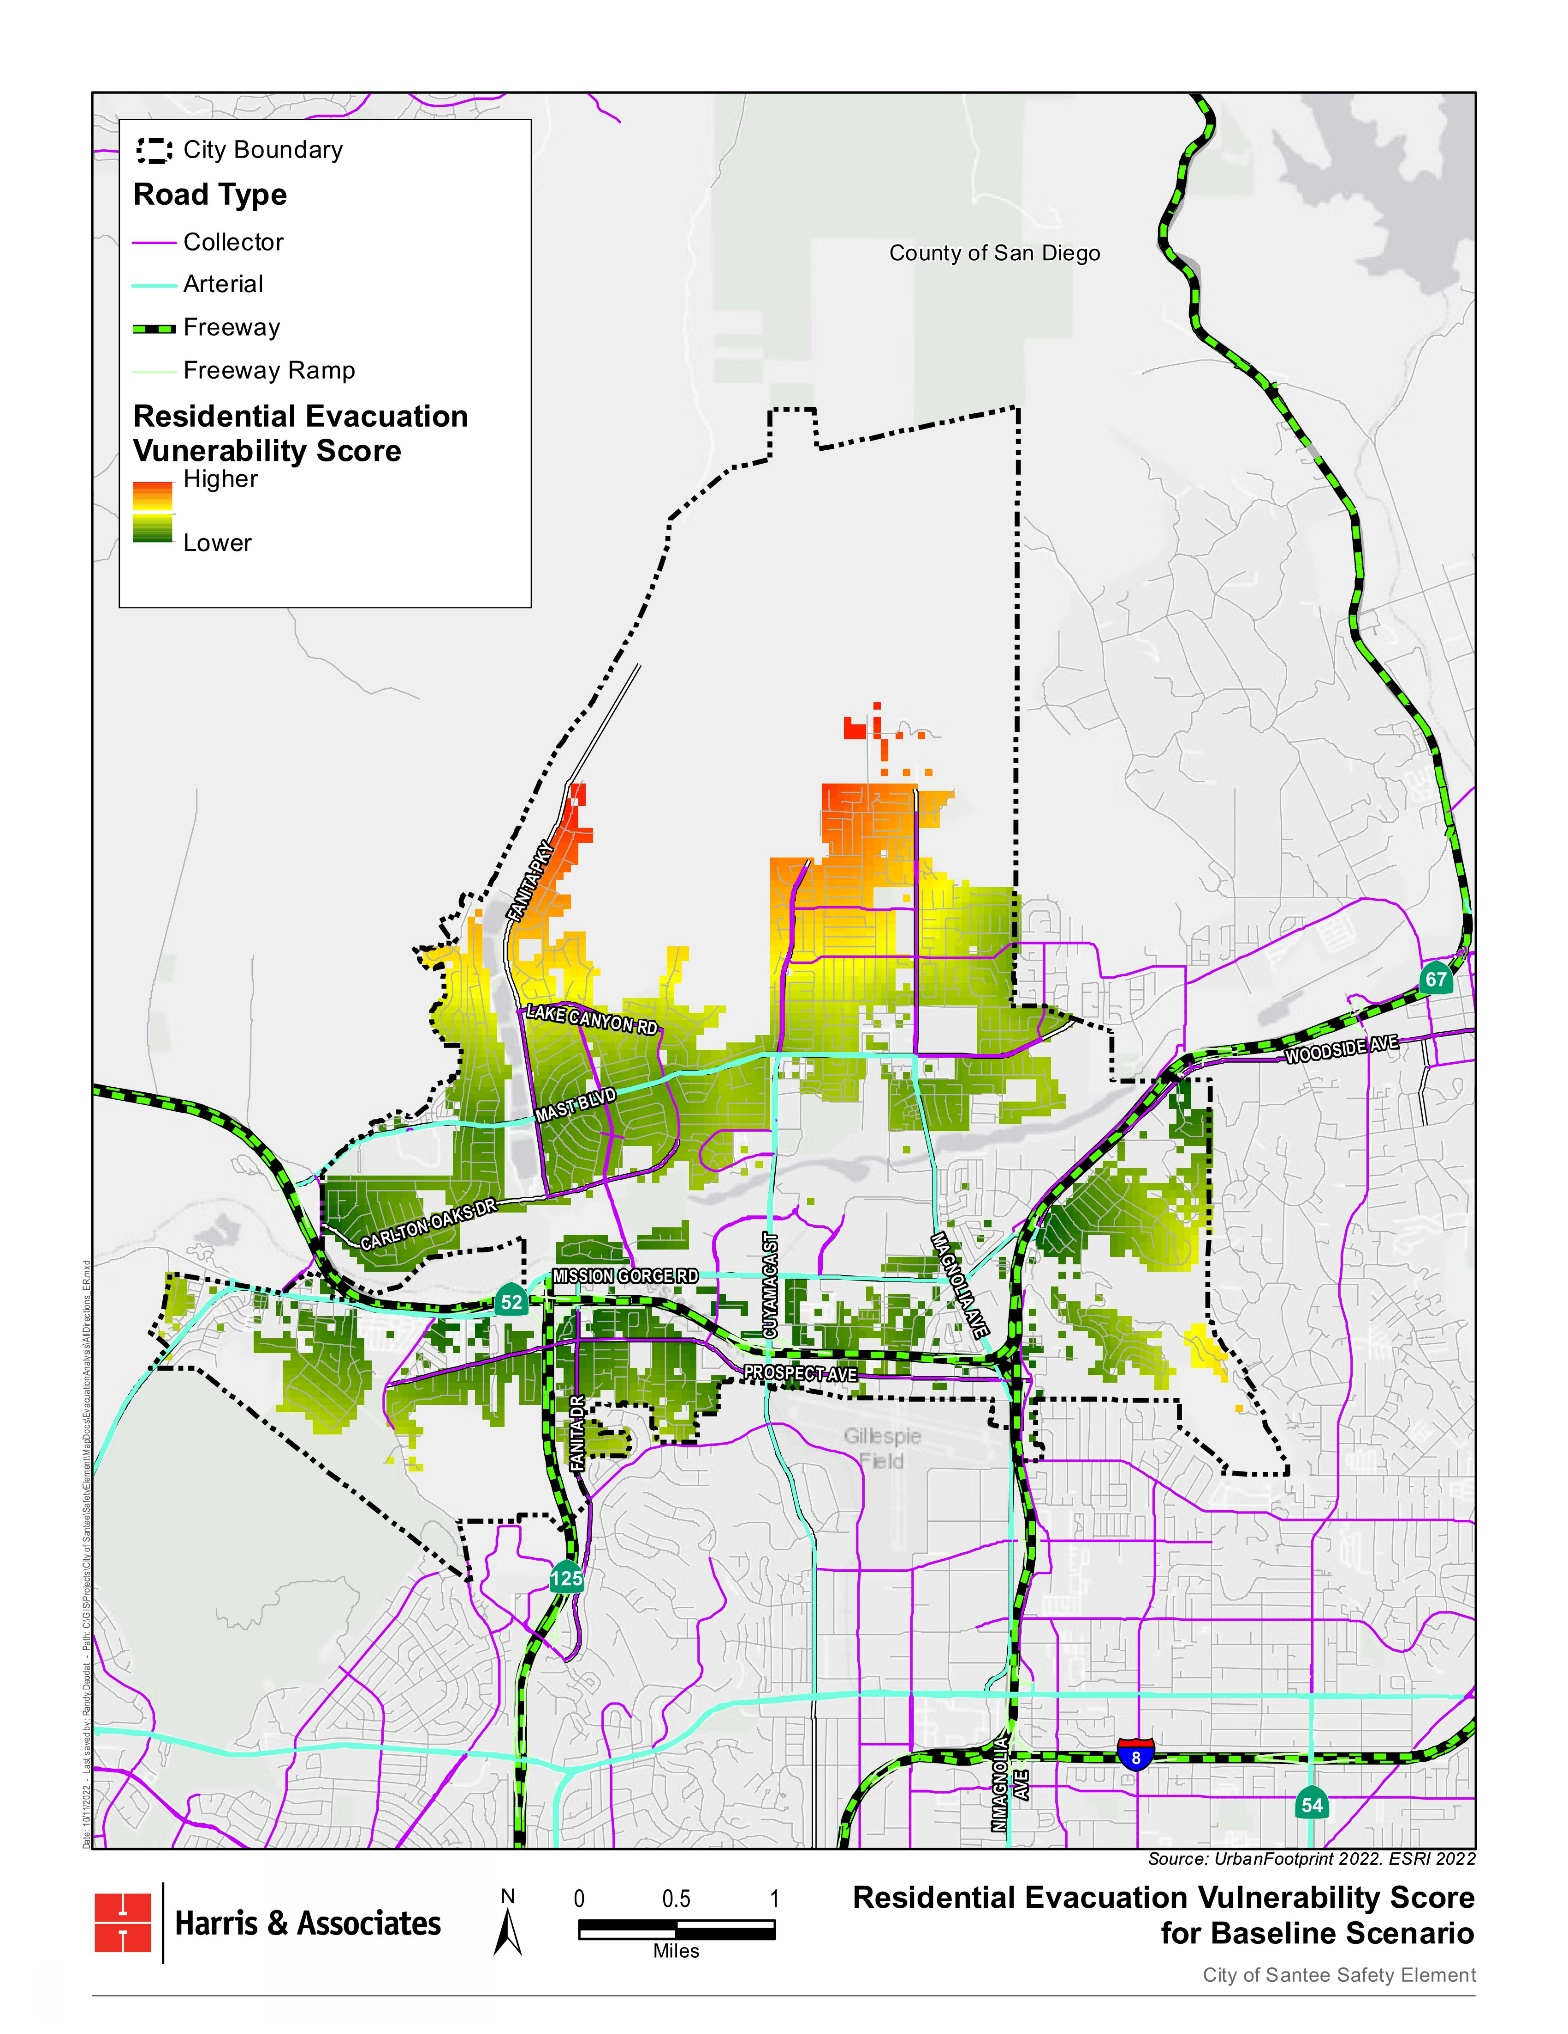 City Boundary
Road Type
Collector
Arterial
Freeway
Freeway Ramp
Residential Evacuation
Vunerability Score
Higher
Lower
County of San Diego
FANITA PKY
LAKE CANYON RD
MAST BLVD
CARLTON OAKS DR
67
WOODSIDE AVE
MISSION GORGE RD
52
CUYAMACA ST
MAGNOLIA AVE
PROSPECT AVE
FANITA DR
Gillespie
Field
125
N MAGNOLIA
AVE
8
54
Source: UrbanFootprint 2022. ESRI 2022
Harris & Associates
N
0 0.5 1
Miles
Residential Evacuation Vulnerability Score
for Baseline Scenario
City of Santee Safety Element